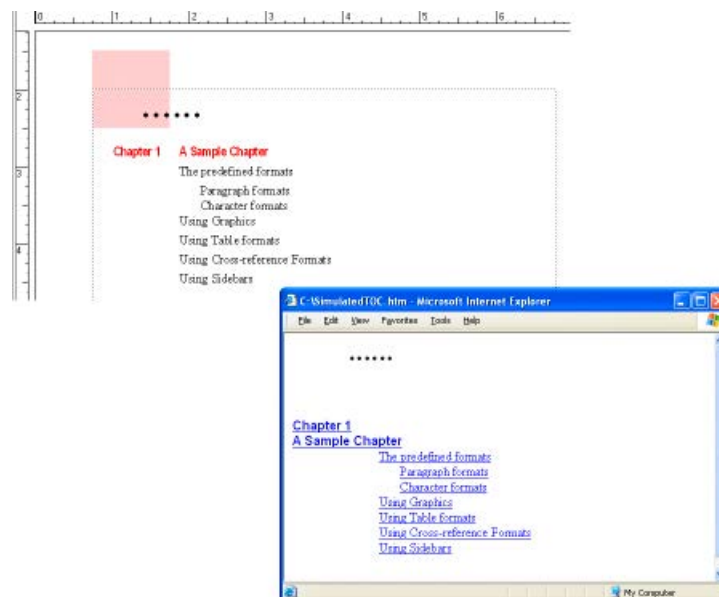 0 1 2 3 4 5 6
2
3
4
••••••
Chapter 1 A Sample Chapter
The predefined formats
Paragraph formats
Character formats
Using Graphics
Using Table formats
Using Cross-reference Formats
Using Sidebars
C:\SimulatedTOC.htm - Microsoft Internet Explorer
File Edit View Favorites Tools Help
••••••
Chapter 1
A Sample Chapter
The predefined formats
Paragraph formats
Character formats
Using Graphics
Using Table formats
Using Cross-reference Formats
Using Sidebars
My Computer